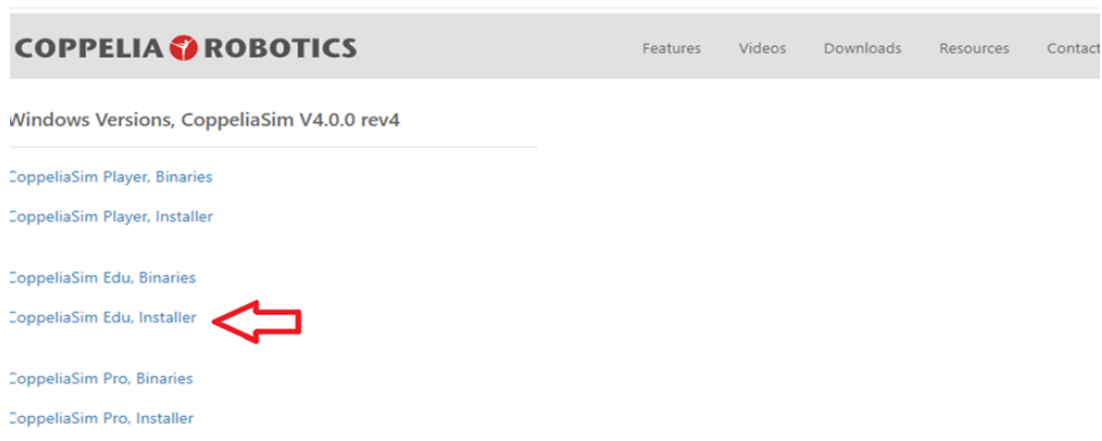 COPPELIA ROBOTICS
Features Videos Downloads Resources Contact
Windows Versions, CoppeliaSim V4.0.0 rev4
CoppeliaSim Player, Binaries
CoppeliaSim Player, Installer
CoppeliaSim Edu, Binaries
CoppeliaSim Edu, Installer
CoppeliaSim Pro, Binaries
CoppeliaSim Pro, Installer